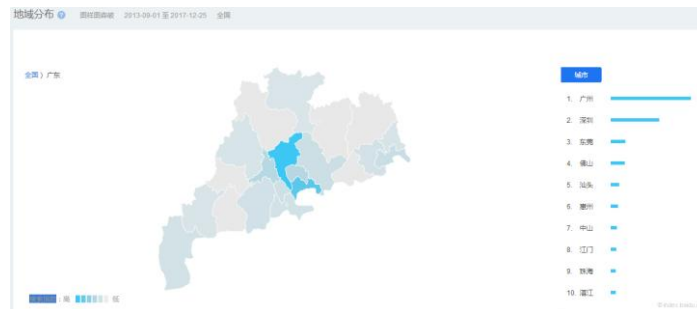 地域分布 2013-09-01 至 2017-12-25 全国
全国 》 广东
城市
1. 广州
2. 深圳
3. 东莞
4. 佛山
5. 汕头
6. 惠州
7. 中山
8. 江门
9. 珠海
10. 湛江
高 低